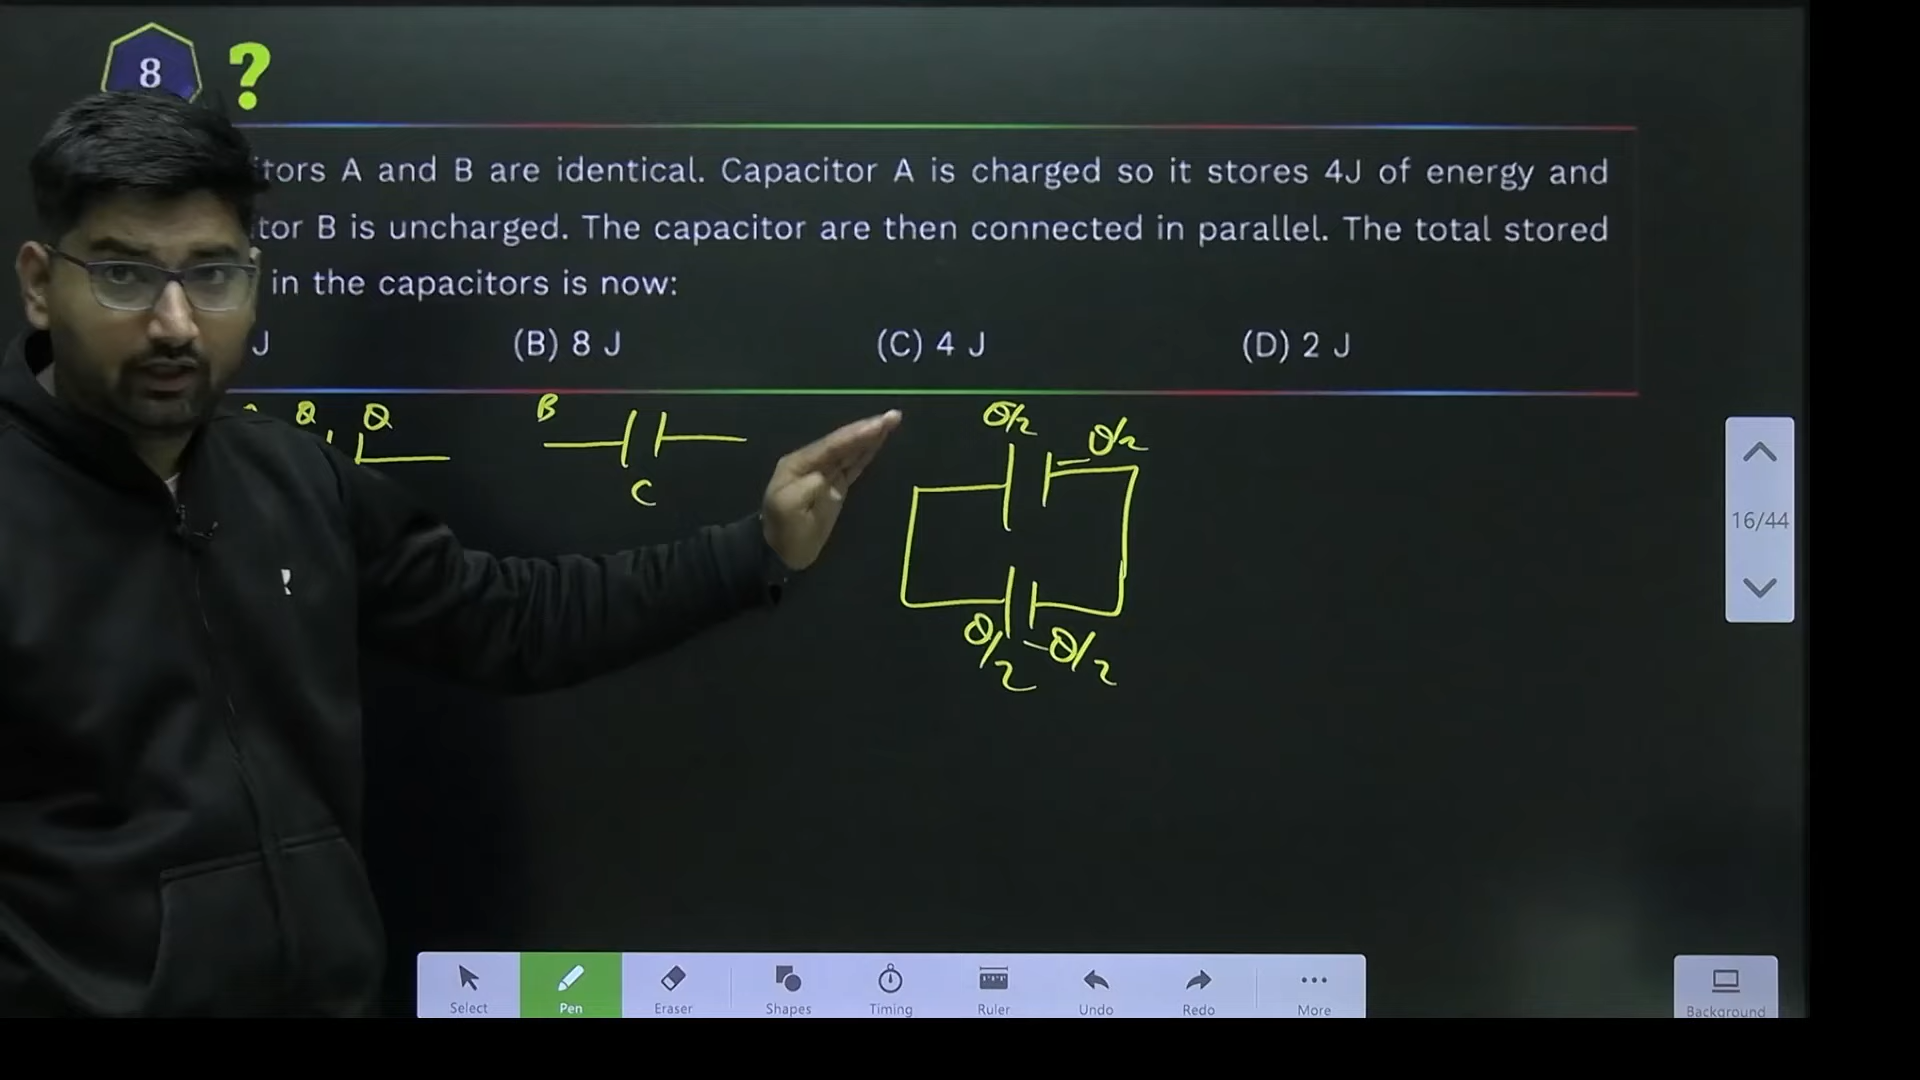 8 ?
tors A and B are identical. Capacitor A is charged so it stores 4J of energy and
tor B is uncharged. The capacitor are then connected in parallel. The total stored
in the capacitors is now:
J (B) 8 J (C) 4 J (D) 2 J
Q Q B Q/2 Q/2
C
Q/2 -Q/2
16/44
Select Pen Eraser Shapes Timing Ruler Undo Redo More Background